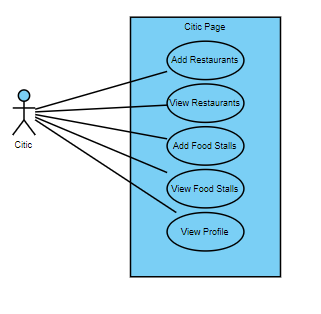 Citic Page
Add Restaurants
View Restaurants
Add Food Stalls
Citic
View Food Stalls
View Profile